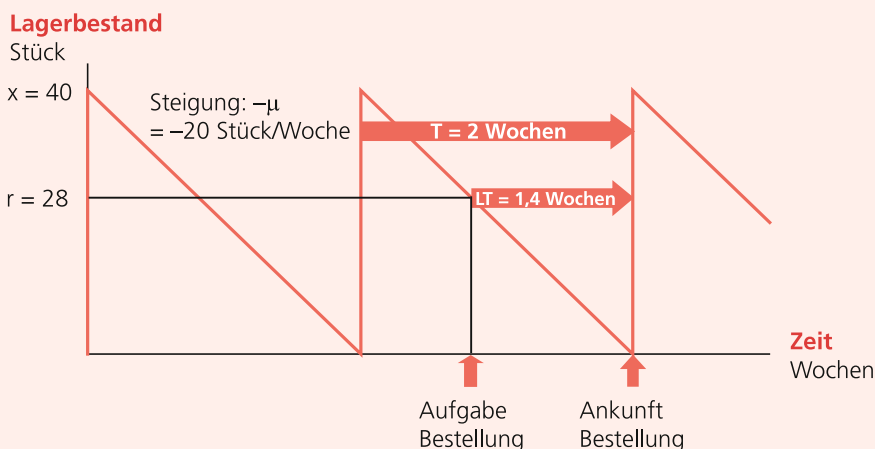 Lagerbestand
Stück
x = 40
Steigung: –μ
= –20 Stück/Woche
T = 2 Wochen
r = 28
LT = 1,4 Wochen
Zeit
Wochen
Aufgabe
Bestellung
Ankunft
Bestellung